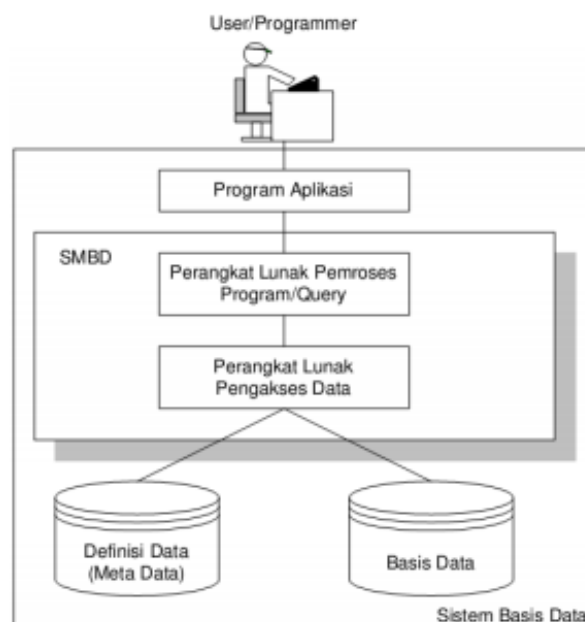 User/Programmer
Program Aplikasi
SMBD
Perangkat Lunak Pemroses
Program/Query
Perangkat Lunak
Pengakses Data
Definisi Data
(Meta Data)
Basis Data
Sistem Basis Data